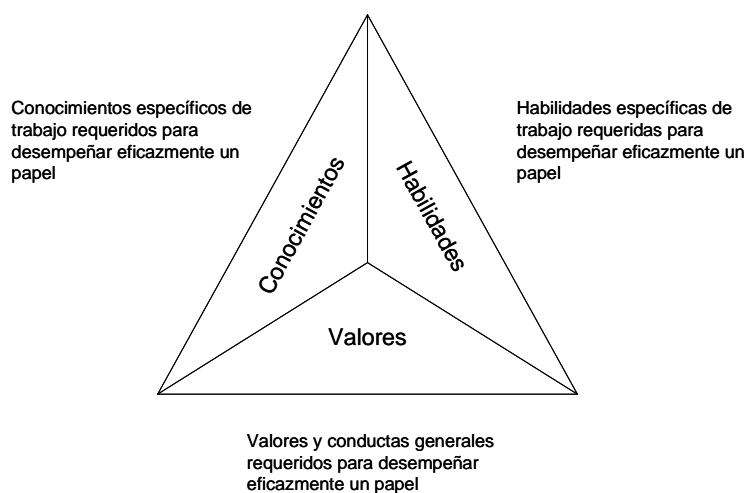 Conocimientos específicos de
trabajo requeridos para
desempeñar eficazmente un
papel
Habilidades específicas de
trabajo requeridas para
desempeñar eficazmente un
papel
Conocimientos
Habilidades
Valores
Valores y conductas generales
requeridos para desempeñar
eficazmente un papel